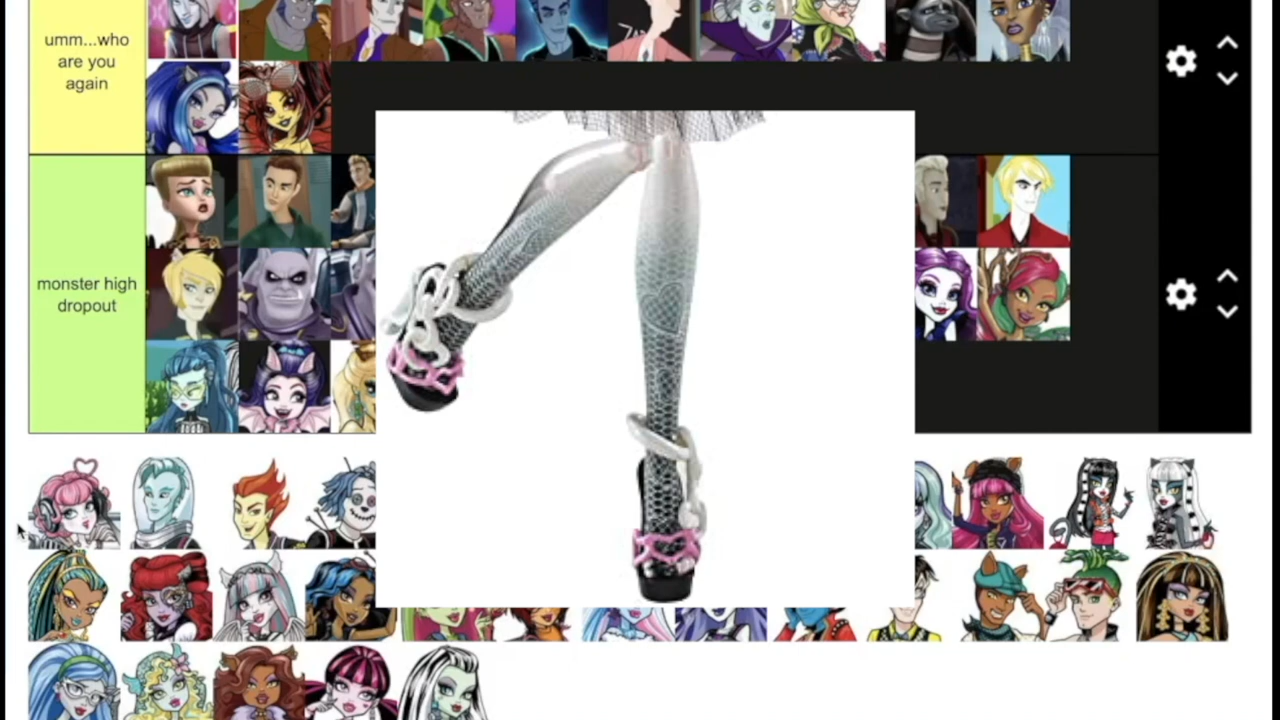 umm...who
are you
again
monster high
dropout